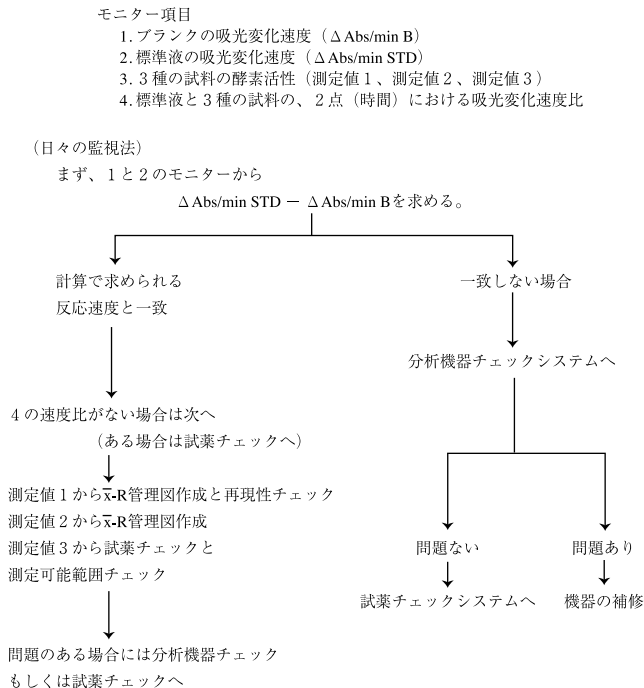 モニター項目
1. ブランクの吸光変化速度（Δ Abs/min B）
2. 標準液の吸光変化速度（Δ Abs/min STD）
3. 3種の試料の酵素活性（測定値1、測定値2、測定値3）
4. 標準液と3種の試料の、2点（時間）における吸光変化速度比
（日々の監視法）
まず、1と2のモニターから
Δ Abs/min STD － Δ Abs/min Bを求める。
計算で求められる
反応速度と一致
4の速度比がない場合は次へ
（ある場合は試薬チェックへ）
測定値1からx̅-R管理図作成と再現性チェック
測定値2からx̅-R管理図作成
測定値3から試薬チェックと
測定可能範囲チェック
問題のある場合には分析機器チェック
もしくは試薬チェックへ
一致しない場合
分析機器チェックシステムへ
問題ない
試薬チェックシステムへ
問題あり
機器の補修